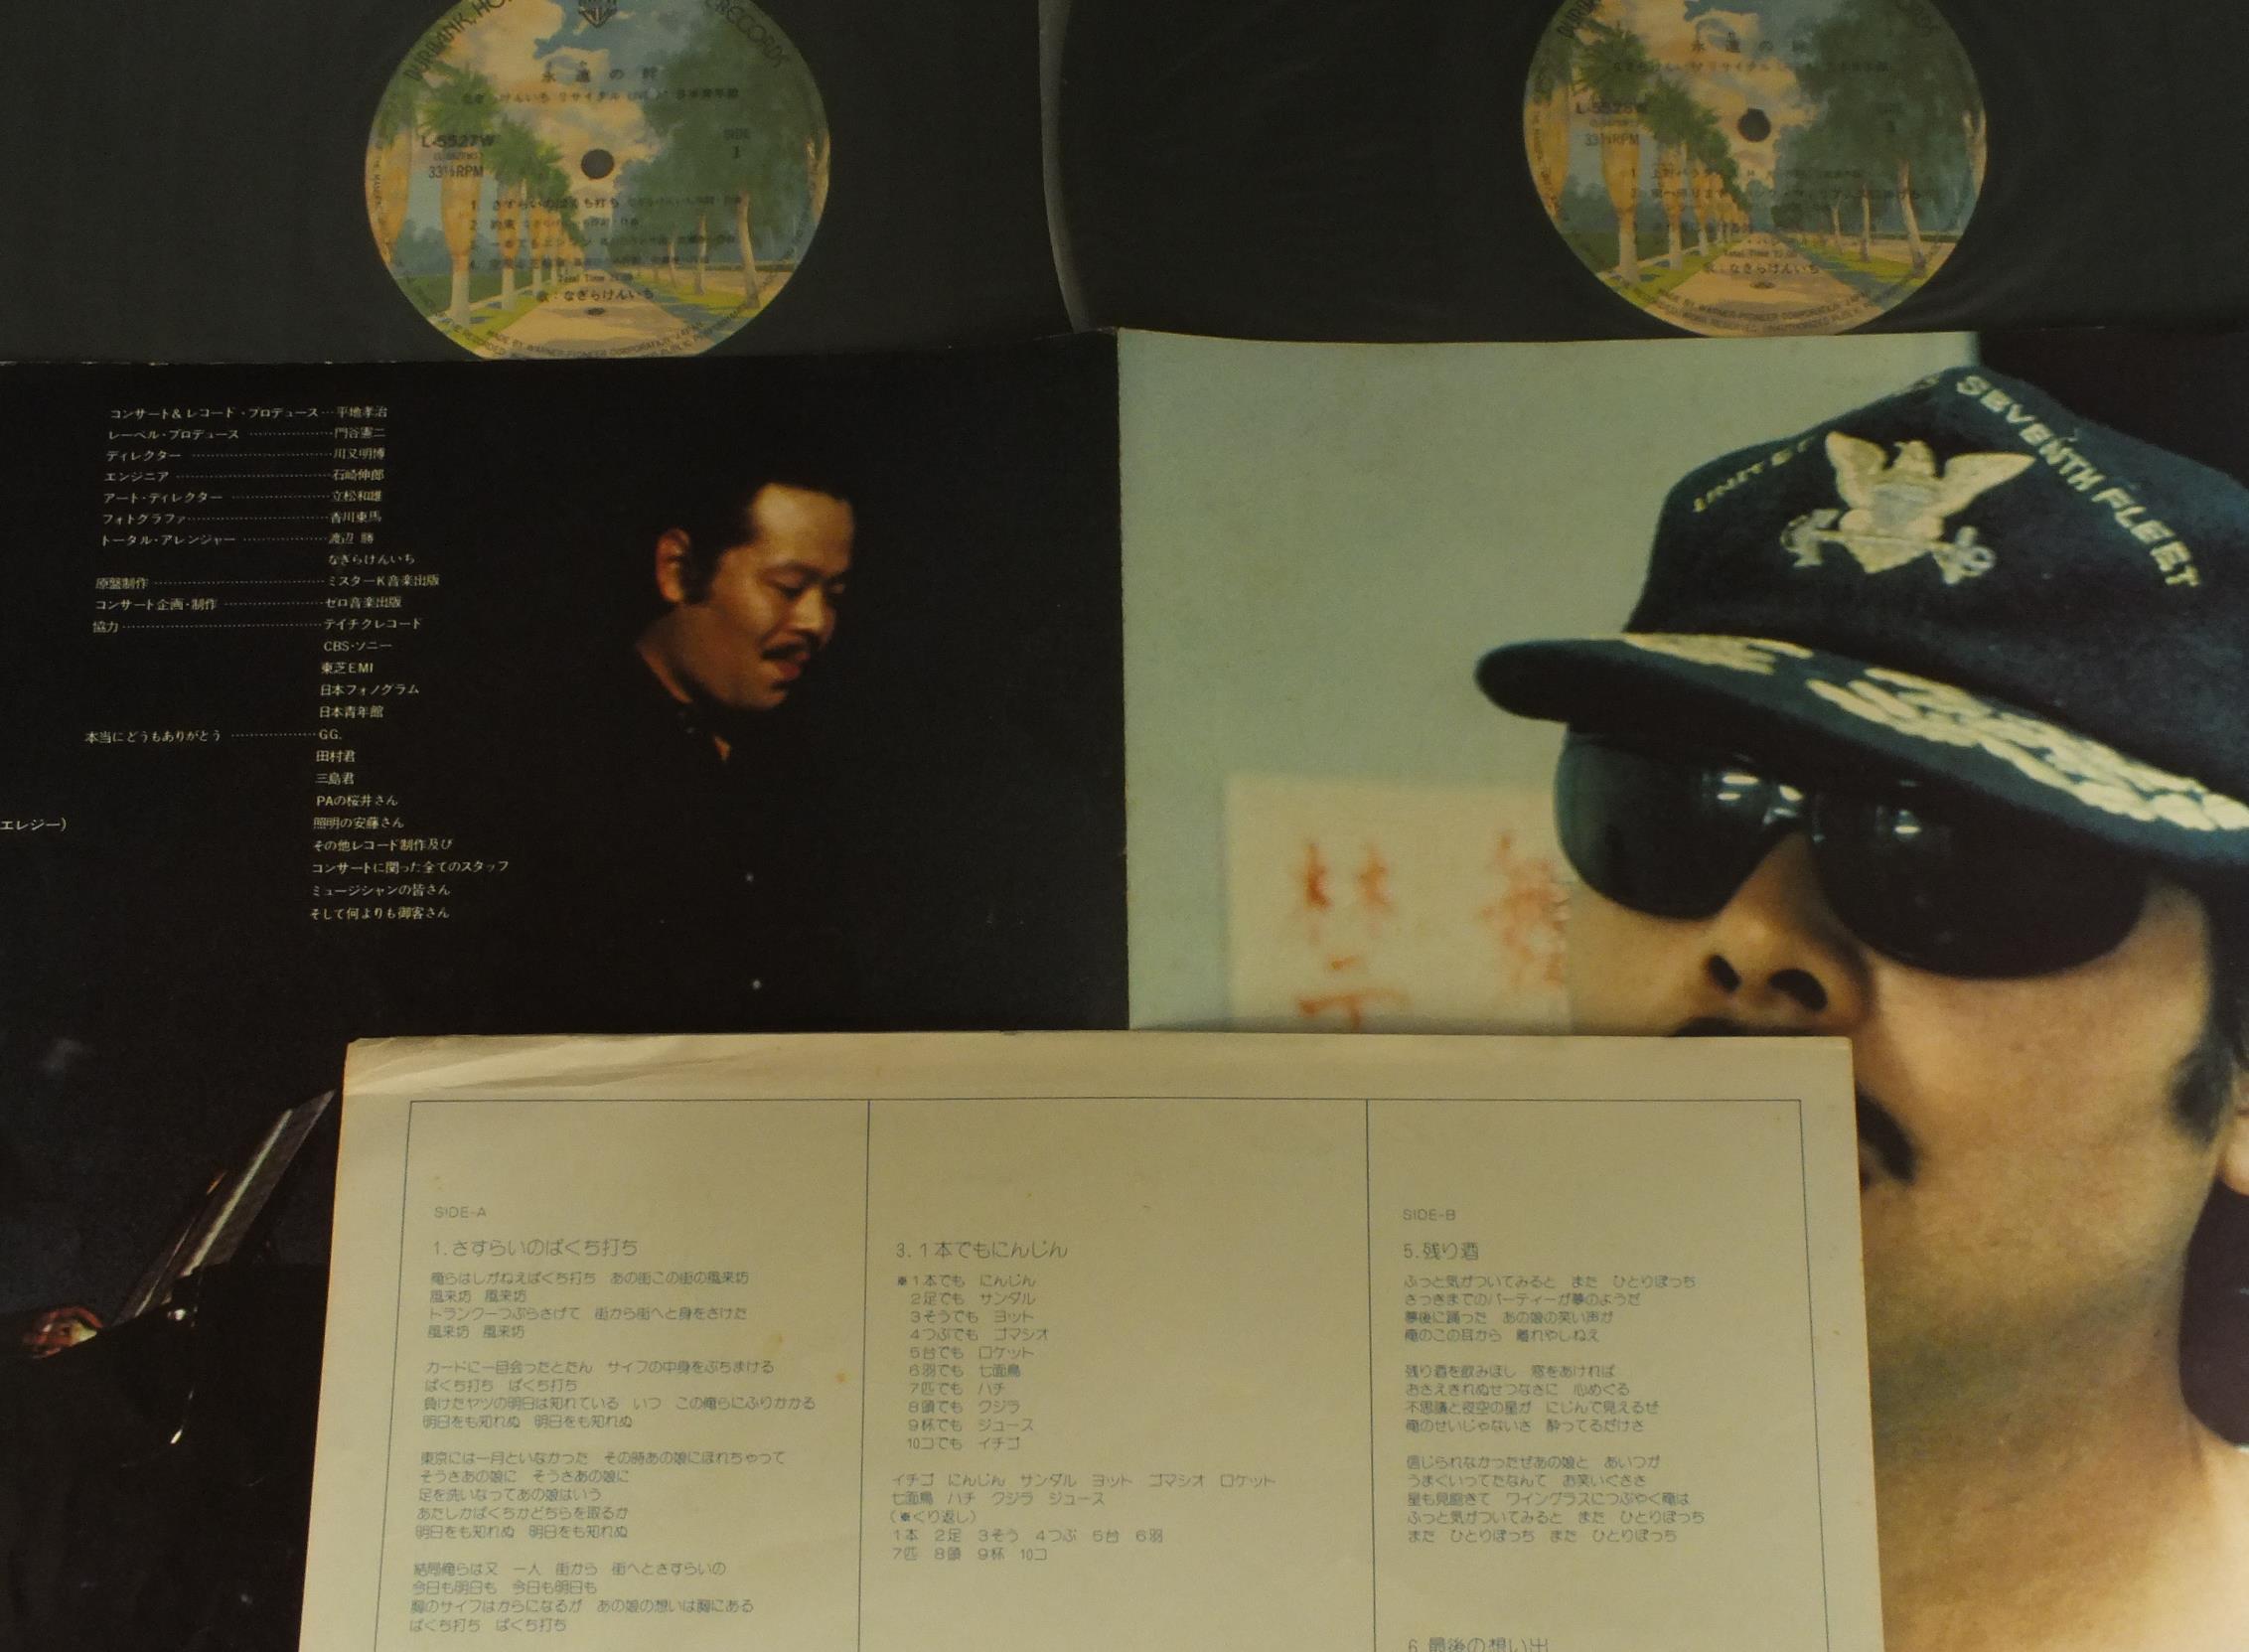 BURBANK, HO
RECORDS
永遠の絆
L-5527W
33⅓RPM
SIDE
1
1. さすらいのばくち打ち
2. 約束
歌:なぎらけんいち
MADE BY WARNER-PIONEER CORPORATION, JAPAN
永遠の絆
33⅓RPM
歌:なぎらけんいち
MADE BY WARNER-PIONEER CORPORATION, JAPAN
コンサート&レコード・プロデュース…平地孝治
レーベル・プロデュース………………門谷憲二
ディレクター………………川又明博
エンジニア………………石崎伸郎
アート・ディレクター………………立松和雄
フォトグラファ………………香川東馬
トータル・アレンジャー………………渡辺 勝
なぎらけんいち
原盤制作………………ミスターK音楽出版
コンサート企画・制作………………ゼロ音楽出版
協力………………テイチクレコード
CBS・ソニー
東芝EMI
日本フォノグラム
日本青年館
本当にどうもありがとう………………GG.
田村君
三島君
PAの桜井さん
照明の安藤さん
その他レコード制作及び
コンサートに関った全てのスタッフ
ミュージシャンの皆さん
そして何よりも御客さん
エレジー)
UNITED
SEVENTH FLEET
SIDE-A
1.さすらいのばくち打ち
俺らはしがねえばくち打ち あの街この街の風来坊
風来坊 風来坊
トランク一つぶらさげて 街から街へと身をさけた
風来坊 風来坊
カードに一目会ったとたん サイフの中身をぶちまける
ばくち打ち ばくち打ち
負けたヤツの明日は知れている いつ この俺らにふりかかる
明日をも知れぬ 明日をも知れぬ
東京には一月といなかった その時あの娘にほれちゃって
そうさあの娘に そうさあの娘に
足を洗いなってあの娘はいう
あたしかばくちかどちらを取るか
明日をも知れぬ 明日をも知れぬ
結局俺らは又 一人 街から 街へとさすらいの
今日も明日も 今日も明日も
胸のサイフはからになるが あの娘の想いは胸にある
ばくち打ち ばくち打ち
3.1本でもにんじん
※1本でも にんじん
2足でも サンダル
3そうでも ヨット
4つぶでも ゴマシオ
5台でも ロケット
6羽でも 七面鳥
7匹でも ハチ
8頭でも クジラ
9杯でも ジュース
10コでも イチゴ
イチゴ にんじん サンダル ヨット ゴマシオ ロケット
七面鳥 ハチ クジラ ジュース
(※くり返し)
1本 2足 3そう 4つぶ 5台 6羽
7匹 8頭 9杯 10コ
SIDE-B
5.残り酒
ふっと気がついてみると また ひとりぼっち
さっきまでのパーティーが夢のようだ
夢後に踊った あの娘の笑い声が
俺のこの耳から 離れやしねえ
残り酒を飲みほし 窓をあければ
おさえきれぬせつなさに 心めぐる
不思議と夜空の星が にじんで見えるぜ
俺のせいじゃないさ 酔ってるだけさ
信じられなかったぜあの娘と あいつが
うまくいってたなんて お笑いぐささ
星も見飽きて ワイングラスにつぶやく俺は
ふっと気がついてみると また ひとりぼっち
また ひとりぼっち また ひとりぼっち
6.最後の想い出